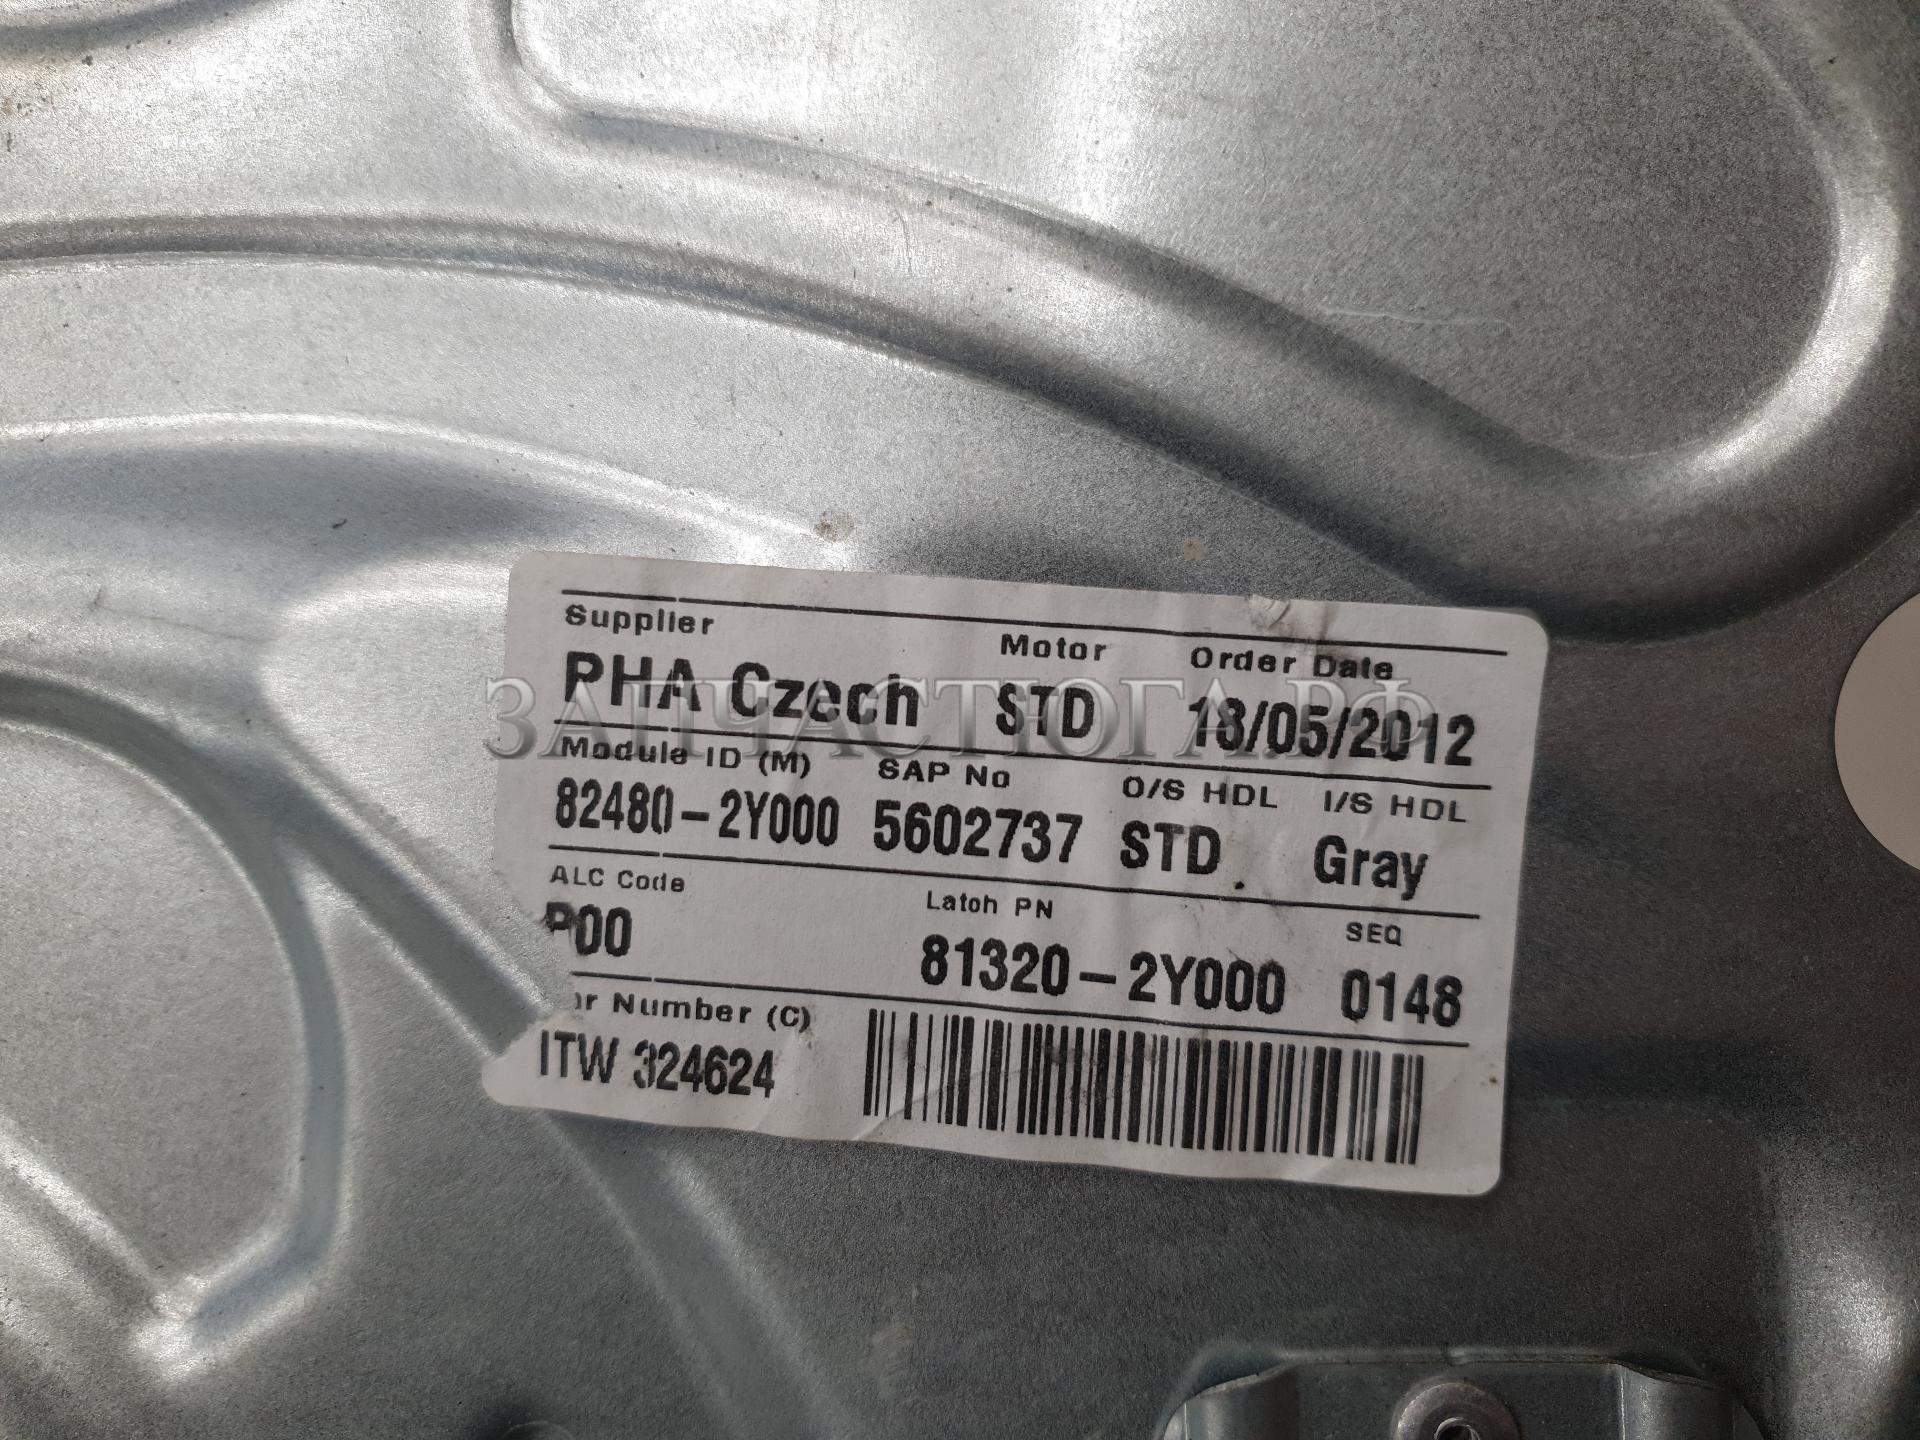 Supplier Motor Order Date
PHA Czech STD 18/05/2012
ЗАПЧАСТЮГА.РФ
Module ID (M) SAP No O/S HDL I/S HDL
82480-2Y000 5602737 STD. Gray
ALC Code Latch PN SEQ
P00 81320-2Y000 0148
Number (C)
ITW 324624